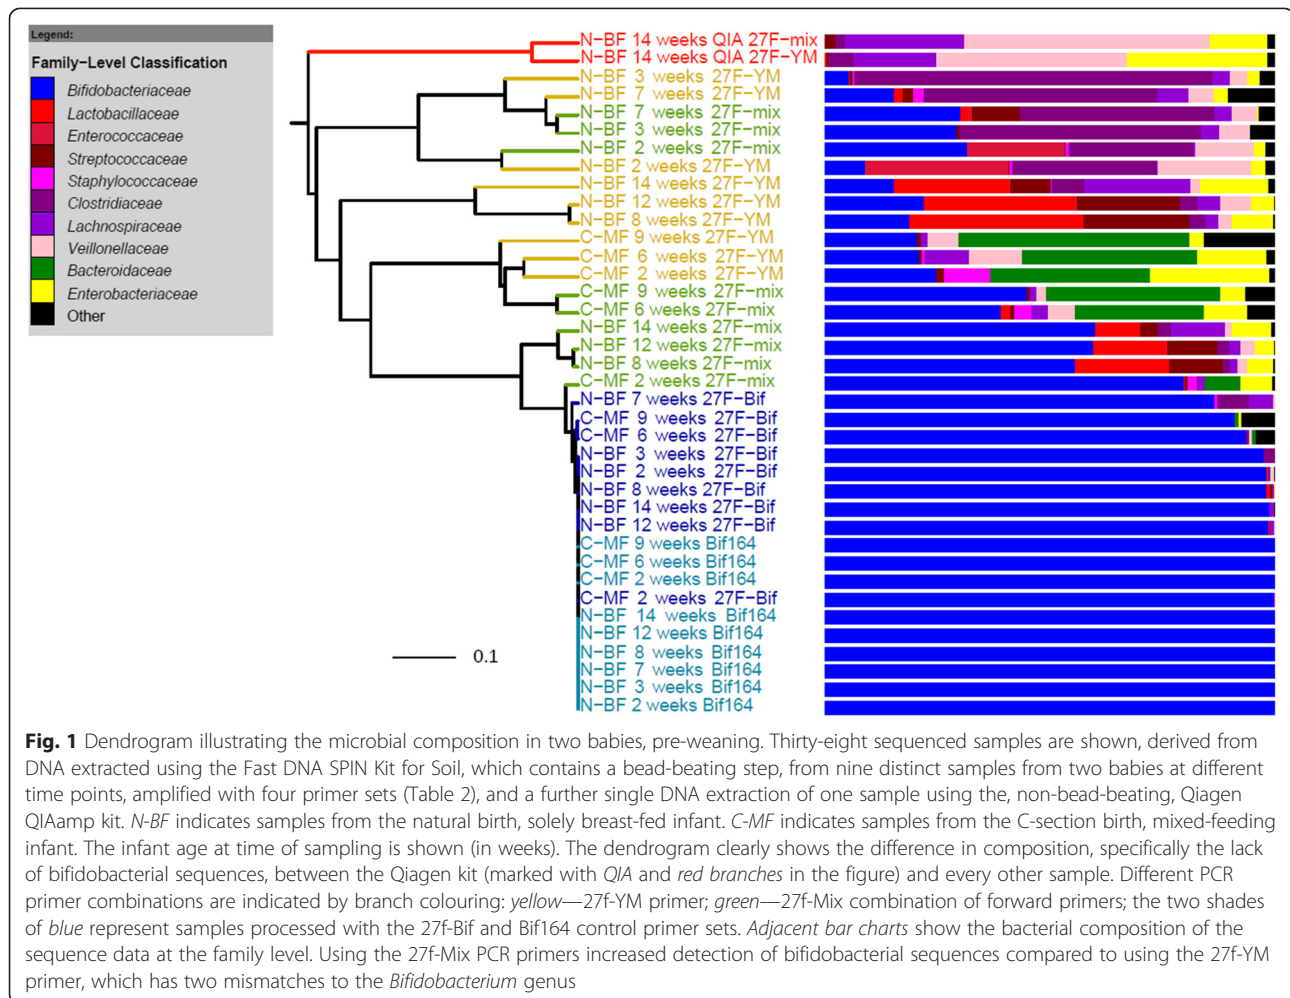 Legend:
Family−Level Classification
Bifidobacteriaceae
Lactobacillaceae
Enterococcaceae
Streptococcaceae
Staphylococcaceae
Clostridiaceae
Lachnospiraceae
Veillonellaceae
Bacteroidaceae
Enterobacteriaceae
Other
N−BF 14 weeks QIA 27F−mix
N−BF 14 weeks QIA 27F−YM
N−BF 3 weeks 27F−YM
N−BF 7 weeks 27F−YM
N−BF 7 weeks 27F−mix
N−BF 3 weeks 27F−mix
N−BF 2 weeks 27F−mix
N−BF 2 weeks 27F−YM
N−BF 14 weeks 27F−YM
N−BF 12 weeks 27F−YM
N−BF 8 weeks 27F−YM
C−MF 9 weeks 27F−YM
C−MF 6 weeks 27F−YM
C−MF 2 weeks 27F−YM
C−MF 9 weeks 27F−mix
C−MF 6 weeks 27F−mix
N−BF 14 weeks 27F−mix
N−BF 12 weeks 27F−mix
N−BF 8 weeks 27F−mix
C−MF 2 weeks 27F−mix
N−BF 7 weeks 27F−Bif
C−MF 9 weeks 27F−Bif
C−MF 6 weeks 27F−Bif
N−BF 3 weeks 27F−Bif
N−BF 2 weeks 27F−Bif
N−BF 8 weeks 27F−Bif
N−BF 14 weeks 27F−Bif
N−BF 12 weeks 27F−Bif
C−MF 9 weeks Bif164
C−MF 6 weeks Bif164
C−MF 2 weeks Bif164
C−MF 2 weeks 27F−Bif
N−BF 14 weeks Bif164
N−BF 12 weeks Bif164
N−BF 8 weeks Bif164
N−BF 7 weeks Bif164
N−BF 3 weeks Bif164
N−BF 2 weeks Bif164
0.1
Fig. 1 Dendrogram illustrating the microbial composition in two babies, pre-weaning. Thirty-eight sequenced samples are shown, derived from
DNA extracted using the Fast DNA SPIN Kit for Soil, which contains a bead-beating step, from nine distinct samples from two babies at different
time points, amplified with four primer sets (Table 2), and a further single DNA extraction of one sample using the, non-bead-beating, Qiagen
QIAamp kit. N-BF indicates samples from the natural birth, solely breast-fed infant. C-MF indicates samples from the C-section birth, mixed-feeding
infant. The infant age at time of sampling is shown (in weeks). The dendrogram clearly shows the difference in composition, specifically the lack
of bifidobacterial sequences, between the Qiagen kit (marked with QIA and red branches in the figure) and every other sample. Different PCR
primer combinations are indicated by branch colouring: yellow—27f-YM primer; green—27f-Mix combination of forward primers; the two shades
of blue represent samples processed with the 27f-Bif and Bif164 control primer sets. Adjacent bar charts show the bacterial composition of the
sequence data at the family level. Using the 27f-Mix PCR primers increased detection of bifidobacterial sequences compared to using the 27f-YM
primer, which has two mismatches to the Bifidobacterium genus